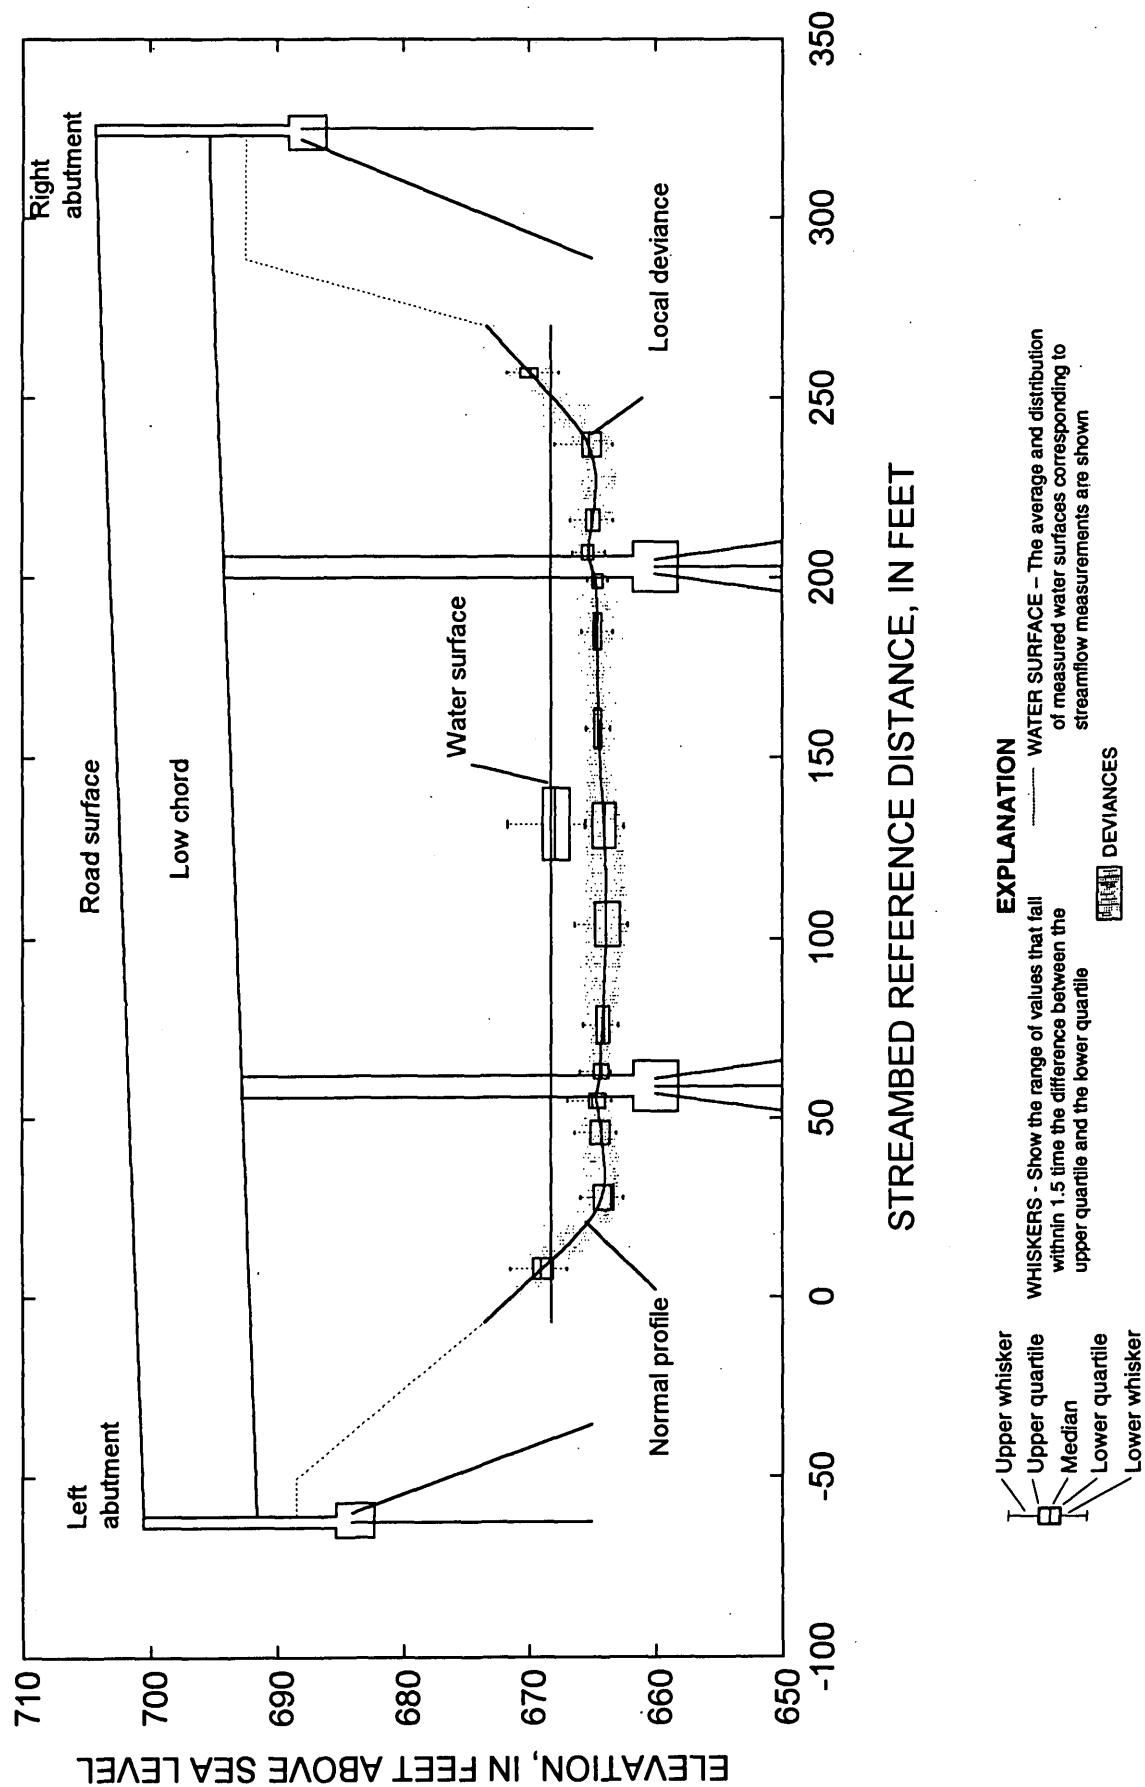 Right
abutment
Road surface
Low chord
Left
abutment
Water surface
Local deviance
Normal profile
710
700
690
680
670
660
650
ELEVATION, IN FEET ABOVE SEA LEVEL
-100
-50
0
50
100
150
200
250
300
350
STREAMBED REFERENCE DISTANCE, IN FEET
EXPLANATION
Upper whisker
Upper quartile
Median
Lower quartile
Lower whisker
WHISKERS - Show the range of values that fall
withnin 1.5 time the difference between the
upper quartile and the lower quartile
WATER SURFACE – The average and distribution
of measured water surfaces corresponding to
streamflow measurements are shown
DEVIANCES